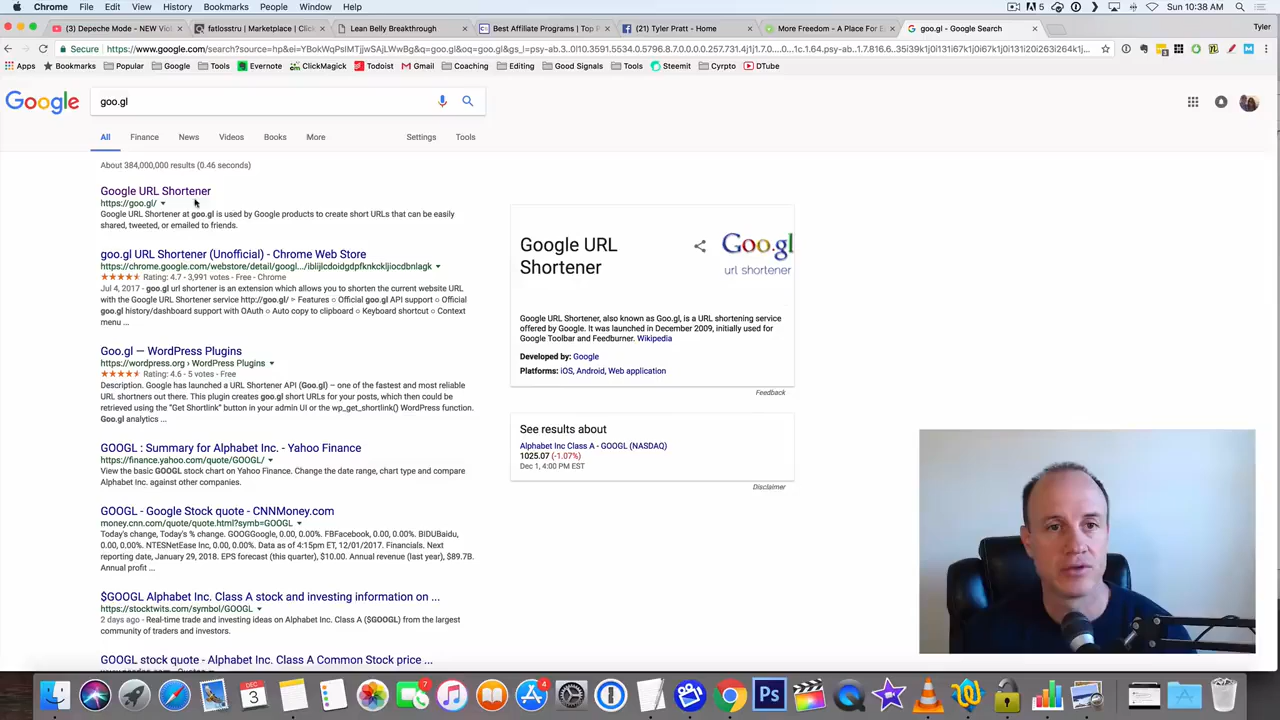 Chrome File Edit View History Bookmarks People Window Help
5
Sun 10:38 AM
(3) Depeche Mode - NEW Vi
fatlosstru | Marketplace | Click
Lean Belly Breakthrough
Best Affiliate Programs | Top P
(21) Tyler Pratt - Home
More Freedom - A Place For E
goo.gl - Google Search
Tyler
Secure
Apps Bookmarks Popular Google Tools Evernote ClickMagick Todoist Gmail Coaching Editing Good Signals Tools Steemit Cyrpto DTube
Google
goo.gl
All Finance News Videos Books More Settings Tools
About 384,000,000 results (0.46 seconds)
Google URL Shortener
https://goo.gl/
Google URL Shortener at goo.gl is used by Google products to create short URLs that can be easily
shared, tweeted, or emailed to friends.
goo.gl URL Shortener (Unofficial) - Chrome Web Store
https://chrome.google.com/webstore/detail/googl.../iblijlcdoidgdpfknkckljiocdbnlagk
Rating: 4.7 - 3,991 votes - Free - Chrome
Jul 4, 2017 - goo.gl url shortener is an extension which allows you to shorten the current website URL
with the Google URL Shortener service http://goo.gl/ ➢ Features ○ Official goo.gl API support ○ Official
goo.gl history/dashboard support with OAuth ○ Auto copy to clipboard ○ Keyboard shortcut ○ Context
menu ...
Goo.gl — WordPress Plugins
https://wordpress.org › WordPress Plugins
Rating: 4.6 - 5 votes - Free
Description. Google has launched a URL Shortener API (Goo.gl) – one of the fastest and most reliable
URL shortners out there. This plugin creates goo.gl short URLs for your posts, which then could be
retrieved using the "Get Shortlink" button in your admin UI or the wp_get_shortlink() WordPress function.
Goo.gl analytics ...
GOOGL : Summary for Alphabet Inc. - Yahoo Finance
https://finance.yahoo.com/quote/GOOGL/
View the basic GOOGL stock chart on Yahoo Finance. Change the date range, chart type and compare
Alphabet Inc. against other companies.
GOOGL - Google Stock quote - CNNMoney.com
money.cnn.com/quote/quote.html?symb=GOOGL
Today's change, Today's % change. GOOGGoogle, 0.00, 0.00%. FBFacebook, 0.00, 0.00%. BIDUBaidu,
0.00, 0.00%. NTESNetEase Inc, 0.00, 0.00%. Data as of 4:15pm ET, 12/01/2017. Financials. Next
reporting date, January 29, 2018. EPS forecast (this quarter), $10.00. Annual revenue (last year), $89.7B.
Annual profit ...
$GOOGL Alphabet Inc. Class A stock and investing information on ...
https://stocktwits.com/symbol/GOOGL
2 days ago - Real-time trade and investing ideas on Alphabet Inc. Class A ($GOOGL) from the largest
community of traders and investors.
GOOGL stock quote - Alphabet Inc. Class A Common Stock price ...
Google URL
Shortener
Goo.gl
url shortener
Google URL Shortener, also known as Goo.gl, is a URL shortening service
offered by Google. It was launched in December 2009, initially used for
Google Toolbar and Feedburner. Wikipedia
Developed by: Google
Platforms: iOS, Android, Web application
Feedback
See results about
Alphabet Inc Class A - GOOGL (NASDAQ)
1025.07 (-1.07%)
Dec 1, 4:00 PM EST
Disclaimer
DEC
3
7
4
Ps